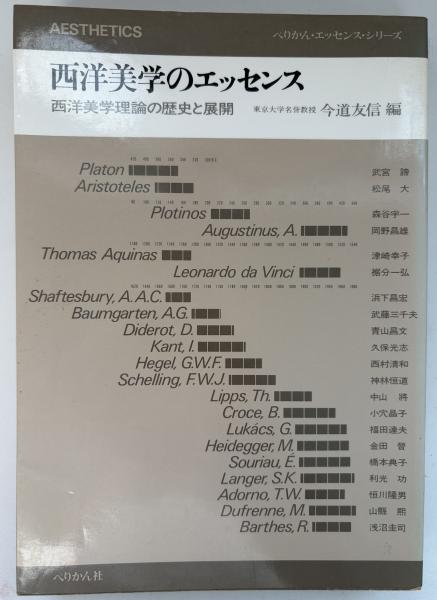 AESTHETICS
ぺりかん・エッセンス・シリーズ
西洋美学のエッセンス
西洋美学理論の歴史と展開 東京大学名誉教授 今道友信 編
Platon 武宮 諦
Aristoteles 松尾 大
Plotinos 森谷宇一
Augustinus, A. 岡野昌雄
Thomas Aquinas 津崎幸子
Leonardo da Vinci 裾分一弘
Shaftesbury, A.A.C. 浜下昌宏
Baumgarten, A.G. 武藤三千夫
Diderot, D. 青山昌文
Kant, I. 久保光志
Hegel, G.W.F. 西村清和
Schelling, F.W.J. 神林恒道
Lipps, Th. 中山 將
Croce, B. 小穴晶子
Lukács, G. 福田達夫
Heidegger, M. 金田 晉
Souriau, É. 橋本典子
Langer, S.K. 利光 功
Adorno, T.W. 恒川隆男
Dufrenne, M. 山縣 熙
Barthes, R. 浅沼圭司
ぺりかん社